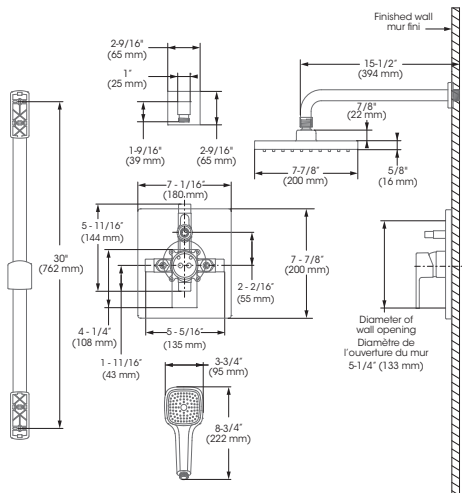 Finished wall
mur fini
2-9/16"
(65 mm)
15-1/2"
(394 mm)
1"
(25 mm)
7/8"
(22 mm)
1-9/16"
(39 mm)
2-9/16"
(65 mm)
7-7/8"
(200 mm)
5/8"
(16 mm)
7 - 1/16"
(180 mm)
5 - 11/16"
(144 mm)
30"
(762 mm)
7 - 7/8"
(200 mm)
2 - 2/16"
(55 mm)
4 - 1/4"
(108 mm)
5 - 5/16"
(135 mm)
1 - 11/16"
(43 mm)
Diameter of
wall opening
Diamètre de
l'ouverture du mur
5-1/4" (133 mm)
3-3/4"
(95 mm)
8-3/4"
(222 mm)